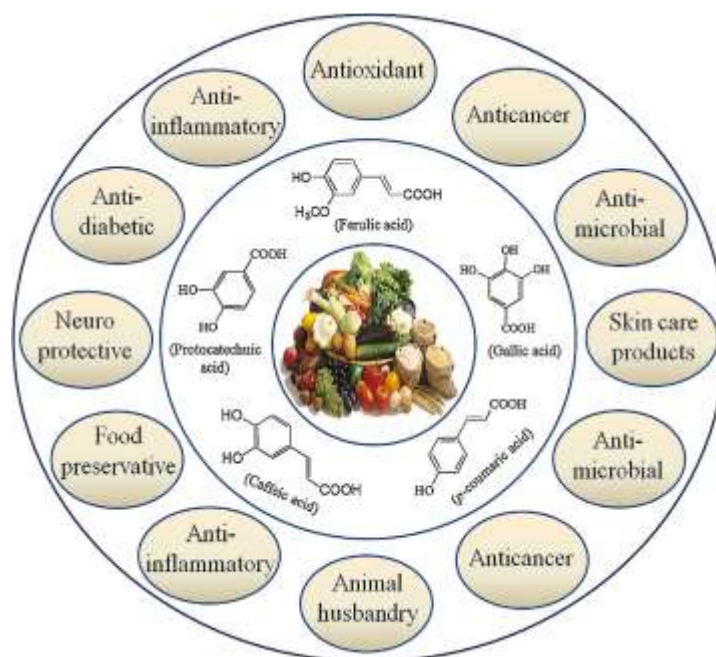 Antioxidant
Anticancer
Anti-
microbial
Skin care
products
Anti-
microbial
Anticancer
Animal
husbandry
Anti-
inflammatory
Food
preservative
Neuro
protective
Anti-
diabetic
Anti-
inflammatory
HO
H₃CO
COOH
(Ferulic acid)
OH
HO
OH
COOH
(Gallic acid)
COOH
HO
(p-coumaric acid)
HO
HO
COOH
(Caffeic acid)
COOH
HO
HO
(Protocatechuic
acid)